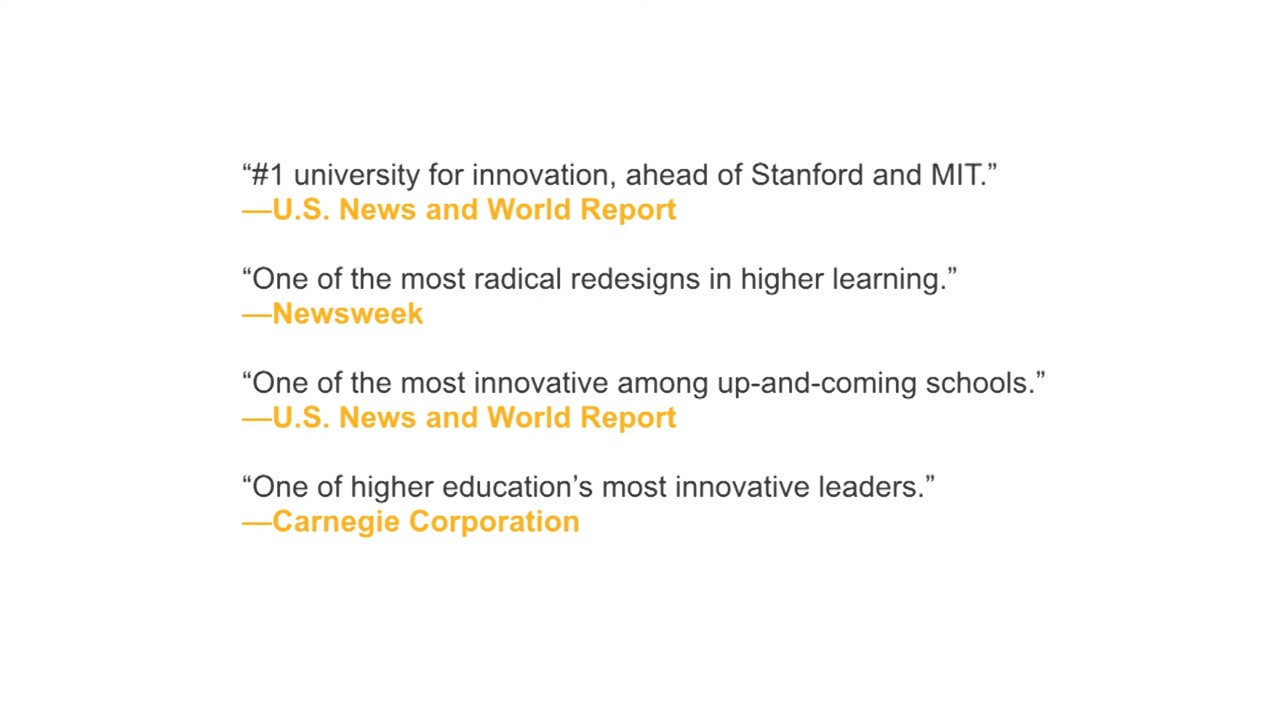 “#1 university for innovation, ahead of Stanford and MIT.”
—U.S. News and World Report
“One of the most radical redesigns in higher learning.”
—Newsweek
“One of the most innovative among up-and-coming schools.”
—U.S. News and World Report
“One of higher education’s most innovative leaders.”
—Carnegie Corporation